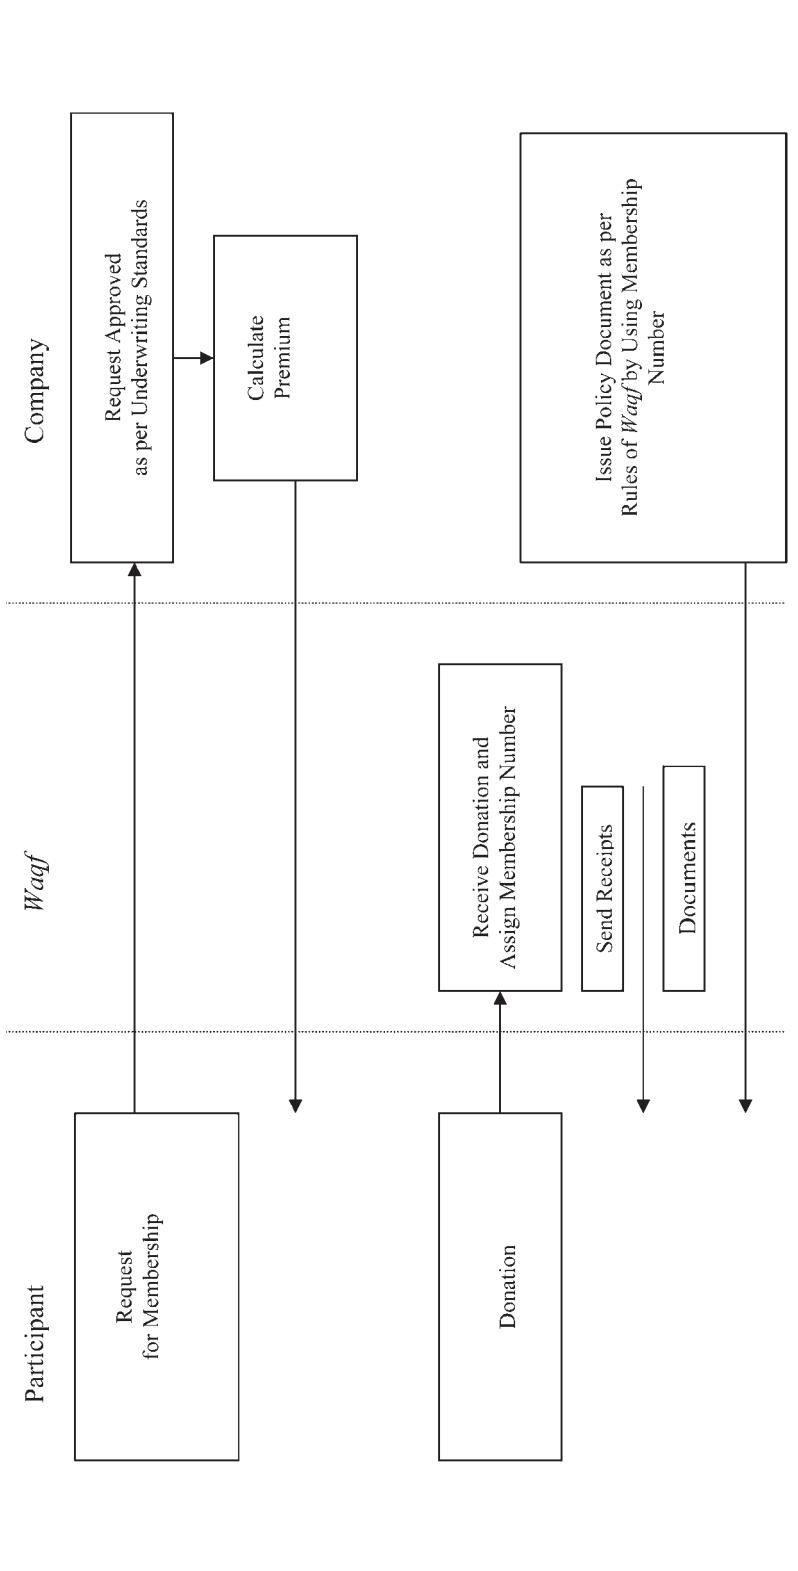 Participant
Waqf
Company
Request
for Membership
Request Approved
as per Underwriting Standards
Calculate
Premium
Donation
Receive Donation and
Assign Membership Number
Send Receipts
Documents
Issue Policy Document as per
Rules of Waqf by Using Membership
Number